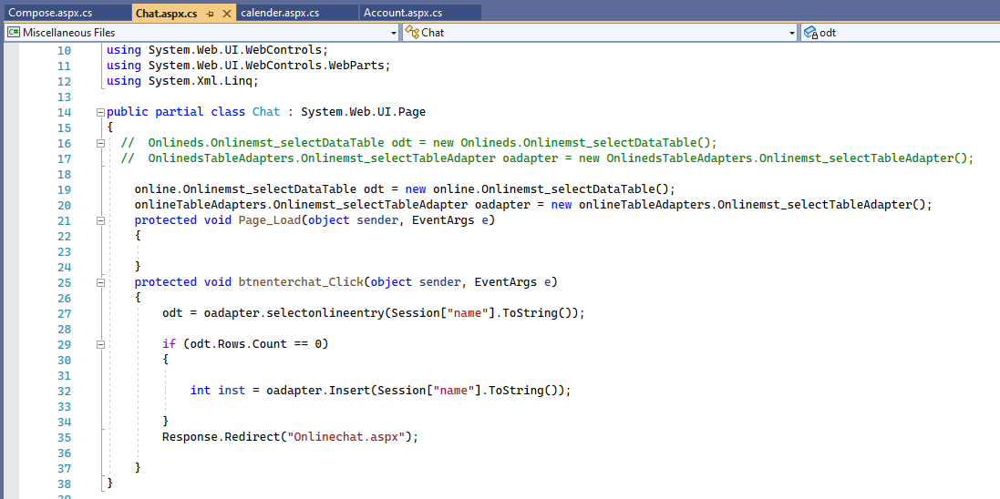 Compose.aspx.cs Chat.aspx.cs calender.aspx.cs Account.aspx.cs
C# Miscellaneous Files Chat odt
10 using System.Web.UI.WebControls;
11 using System.Web.UI.WebControls.WebParts;
12 using System.Xml.Linq;
13
14 public partial class Chat : System.Web.UI.Page
15 {
16 // Onlineds.Onlinemst_selectDataTable odt = new Onlineds.Onlinemst_selectDataTable();
17 // OnlinedsTableAdapters.Onlinemst_selectTableAdapter oadapter = new OnlinedsTableAdapters.Onlinemst_selectTableAdapter();
18
19 online.Onlinemst_selectDataTable odt = new online.Onlinemst_selectDataTable();
20 onlineTableAdapters.Onlinemst_selectTableAdapter oadapter = new onlineTableAdapters.Onlinemst_selectTableAdapter();
21 protected void Page_Load(object sender, EventArgs e)
22 {
23
24 }
25 protected void btnenterchat_Click(object sender, EventArgs e)
26 {
27 odt = oadapter.selectonlineentry(Session["name"].ToString());
28
29 if (odt.Rows.Count == 0)
30 {
31
32 int inst = oadapter.Insert(Session["name"].ToString());
33
34 }
35 Response.Redirect("Onlinechat.aspx");
36
37 }
38 }